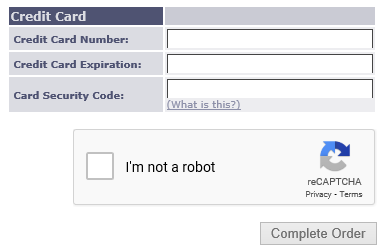 Credit Card
Credit Card Number:
Credit Card Expiration:
Card Security Code:
(What is this?)
I'm not a robot
reCAPTCHA
Privacy - Terms
Complete Order